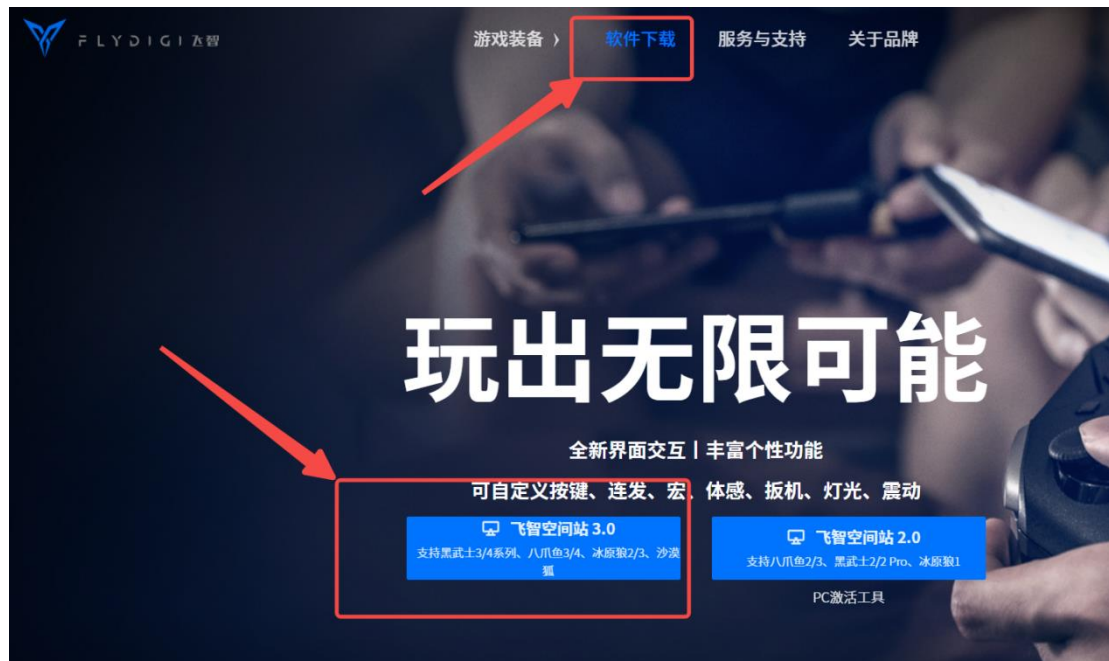 FLYDIGI 飞智
游戏装备 〉 软件下载 服务与支持 关于品牌
玩出无限可能
全新界面交互丨丰富个性功能
可自定义按键、连发、宏、体感、扳机、灯光、震动
飞智空间站 3.0
支持黑武士3/4系列、八爪鱼3/4、冰原狼2/3、沙漠
狐
飞智空间站 2.0
支持八爪鱼2/3、黑武士2/2 Pro、冰原狼1
PC激活工具